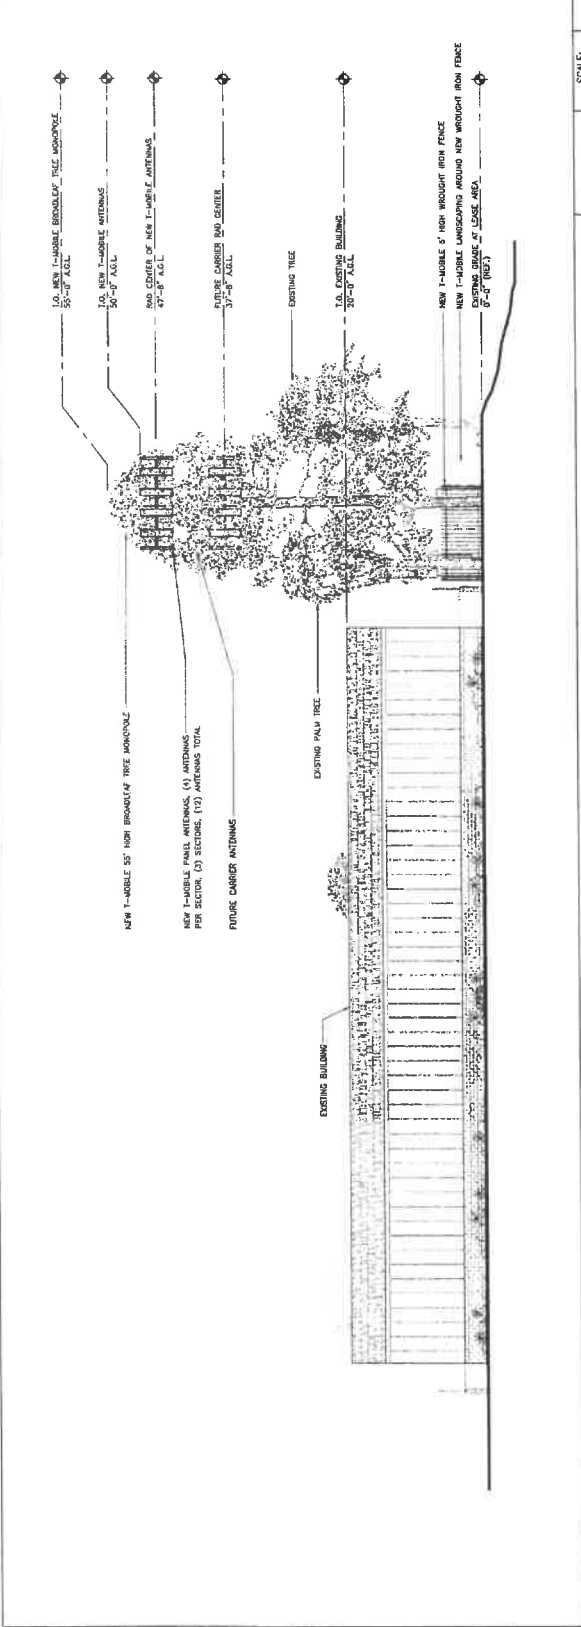 T.O. NEW T-MOBILE BROADLEAF TREE MONOPOLE
55'-0" A.G.L.
T.O. NEW T-MOBILE ANTENNAS
50'-0" A.G.L.
RAD CENTER OF NEW T-MOBILE ANTENNAS
47'-8" A.G.L.
FUTURE CARRIER RAD CENTER
37'-8" A.G.L.
EXISTING TREE
T.O. EXISTING BUILDING
20'-0" A.G.L.
NEW T-MOBILE 6' HIGH WROUGHT IRON FENCE
NEW T-MOBILE LANDSCAPING AROUND NEW WROUGHT IRON FENCE
EXISTING GRADE AT LEASE AREA
0'-0" (REF.)
NEW T-MOBILE 55' HIGH BROADLEAF TREE MONOPOLE
NEW T-MOBILE PANEL ANTENNAS, (4) ANTENNAS
PER SECTOR, (3) SECTORS, (12) ANTENNAS TOTAL
FUTURE CARRIER ANTENNAS
EXISTING PALM TREE
EXISTING BUILDING
SCALE: